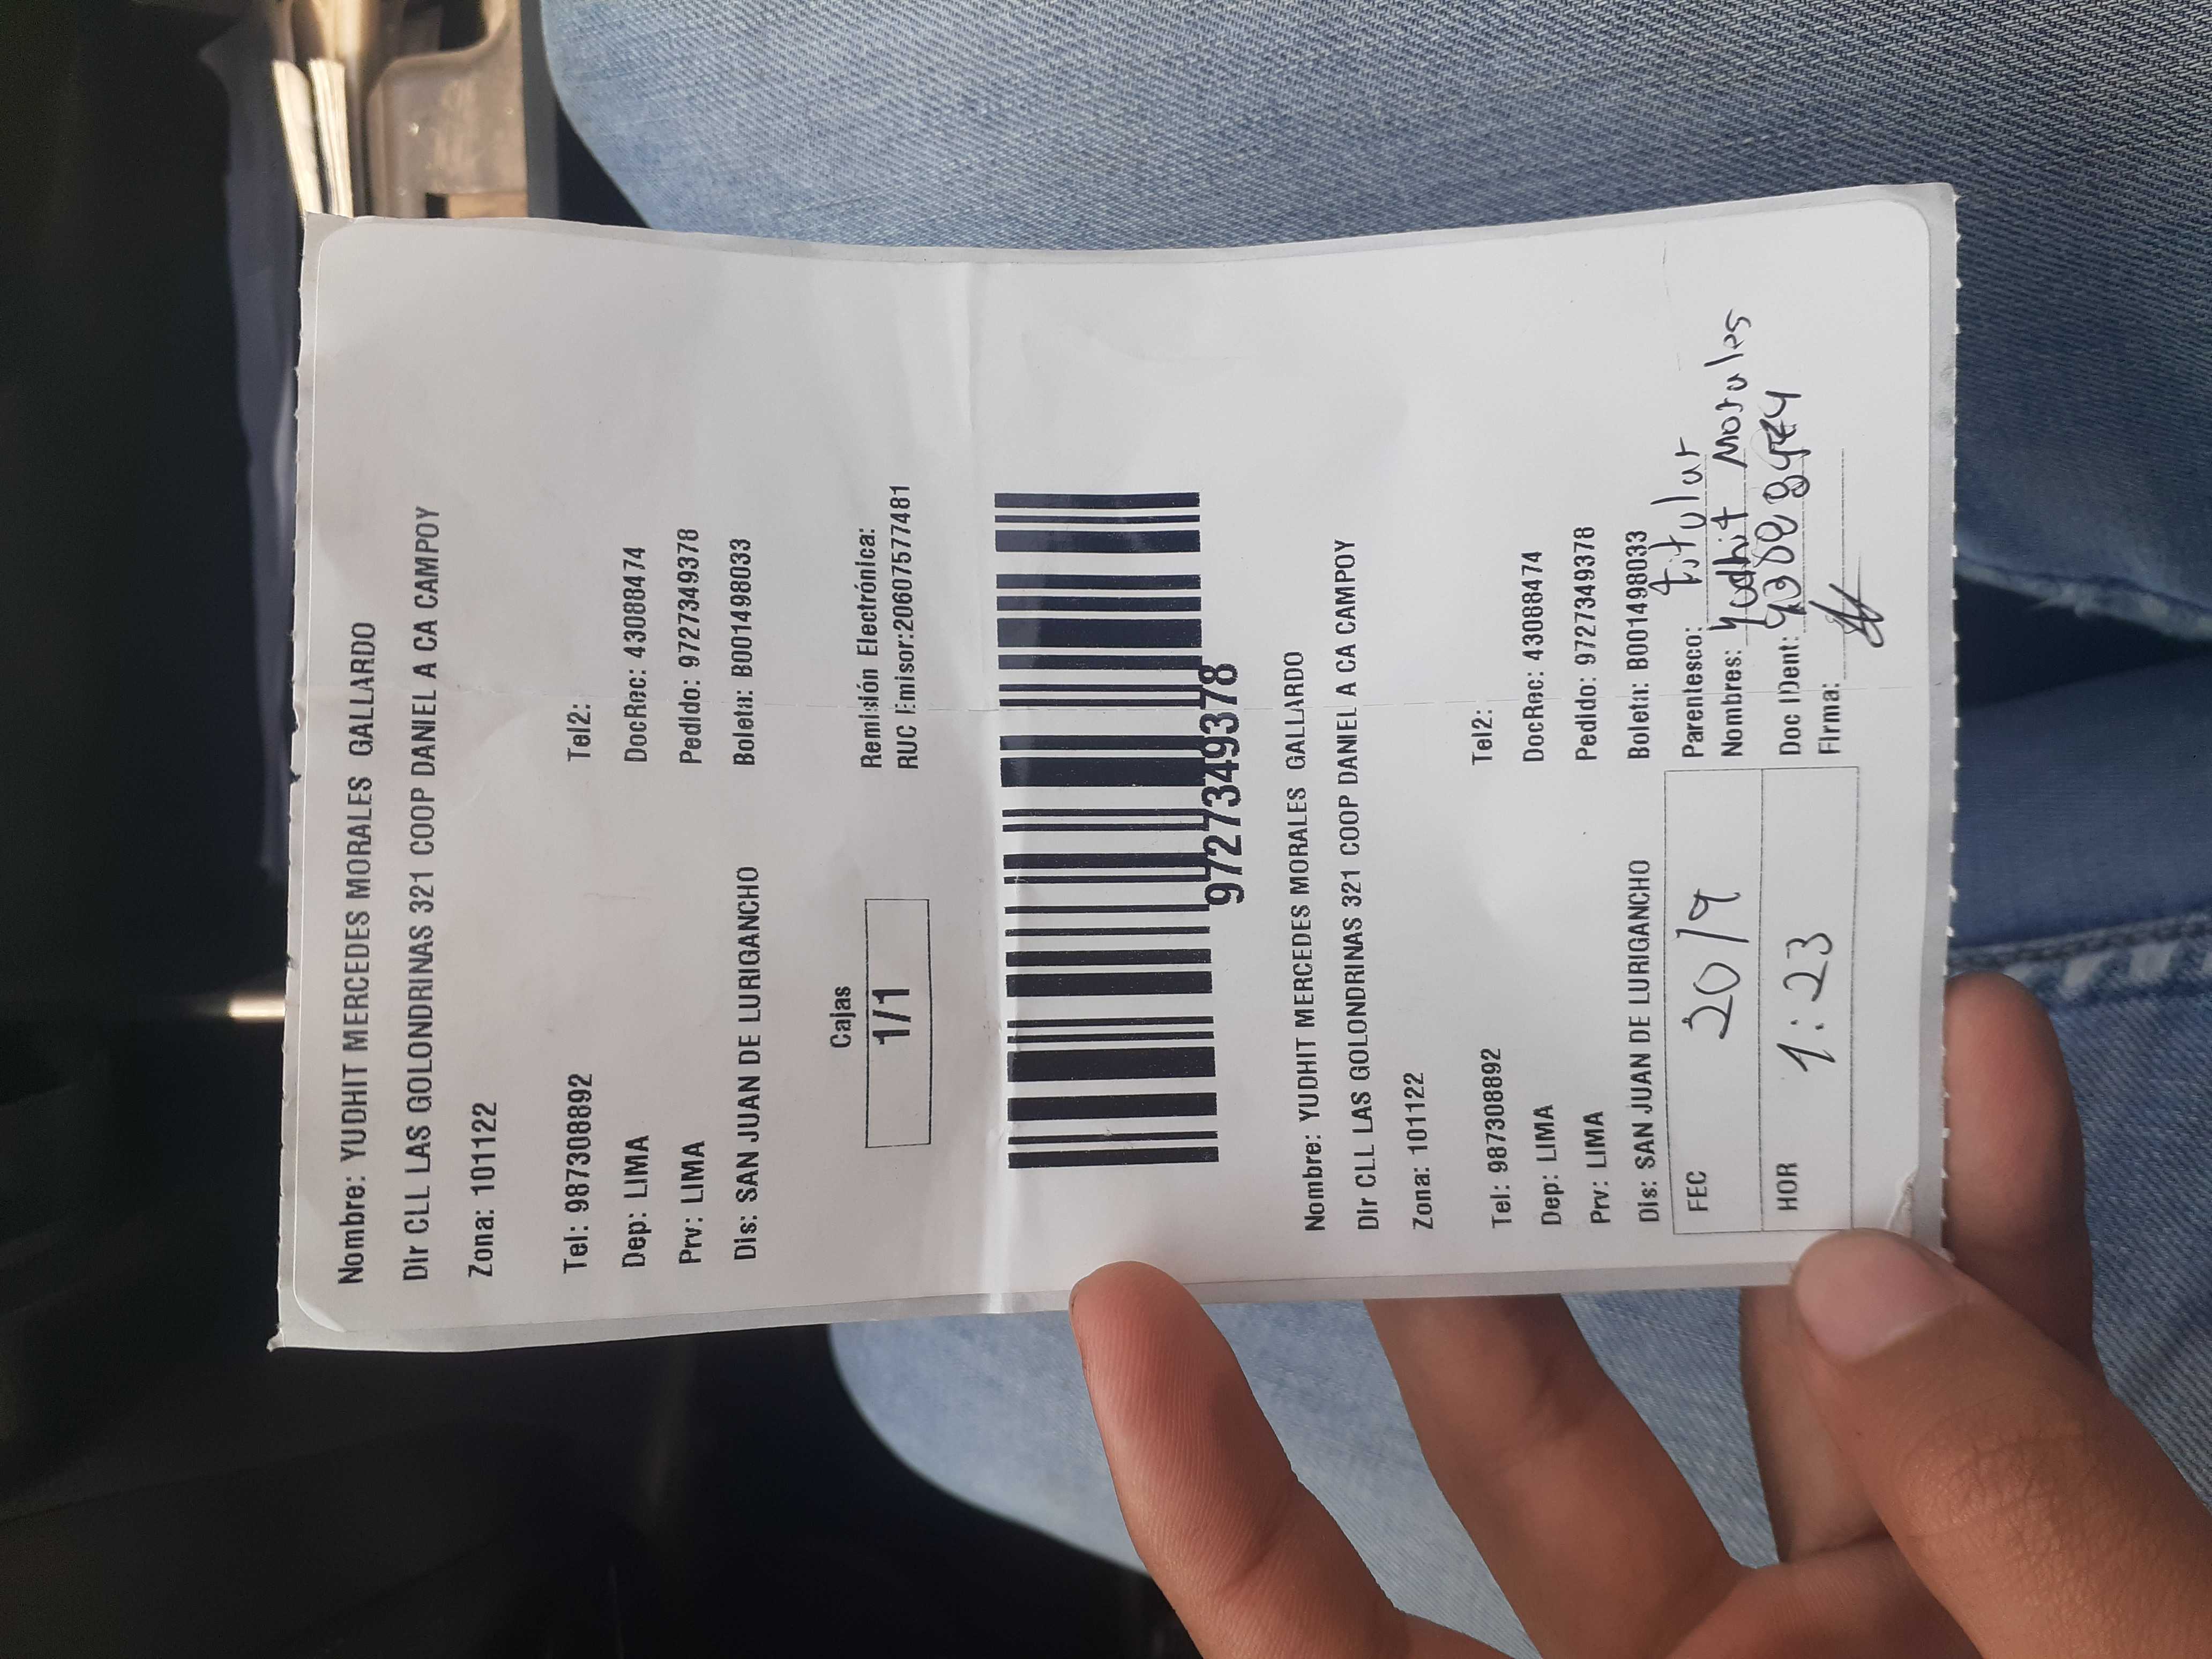 Nombre: YUDHIT MERCEDES MORALES GALLARDO
Dir CLL LAS GOLONDRINAS 321 COOP DANIEL A CA CAMPOY
Zona: 101122
Tel: 987308892 Tel2:
Dep: LIMA DocRec: 43088474
Prv: LIMA Pedido: 9727349378
Dis: SAN JUAN DE LURIGANCHO Boleta: B001498033
Cajas Remisión Electrónica:
1/1 RUC Emisor:20607577481
9727349378
Nombre: YUDHIT MERCEDES MORALES GALLARDO
Dir CLL LAS GOLONDRINAS 321 COOP DANIEL A CA CAMPOY
Zona: 101122
Tel: 987308892 Tel2:
Dep: LIMA DocRec: 43088474
Prv: LIMA Pedido: 9727349378
Dis: SAN JUAN DE LURIGANCHO Boleta: B001498033
FEC 20/9 Parentesco: titular
Nombres: Yudhit Morales
HOR 1:23 Doc IDent:
Firma: